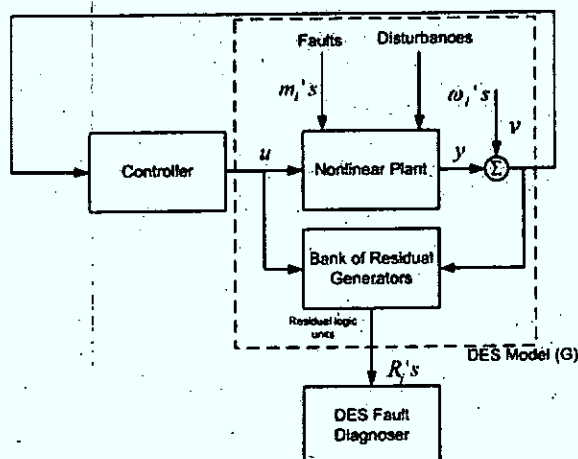 Faults
Disturbances
m_i's
ω_i's
v
u
y
Controller
Nonlinear Plant
Σ
Bank of Residual
Generators
Residual logic
units
DES Model (G)
R_i's
DES Fault
Diagnoser